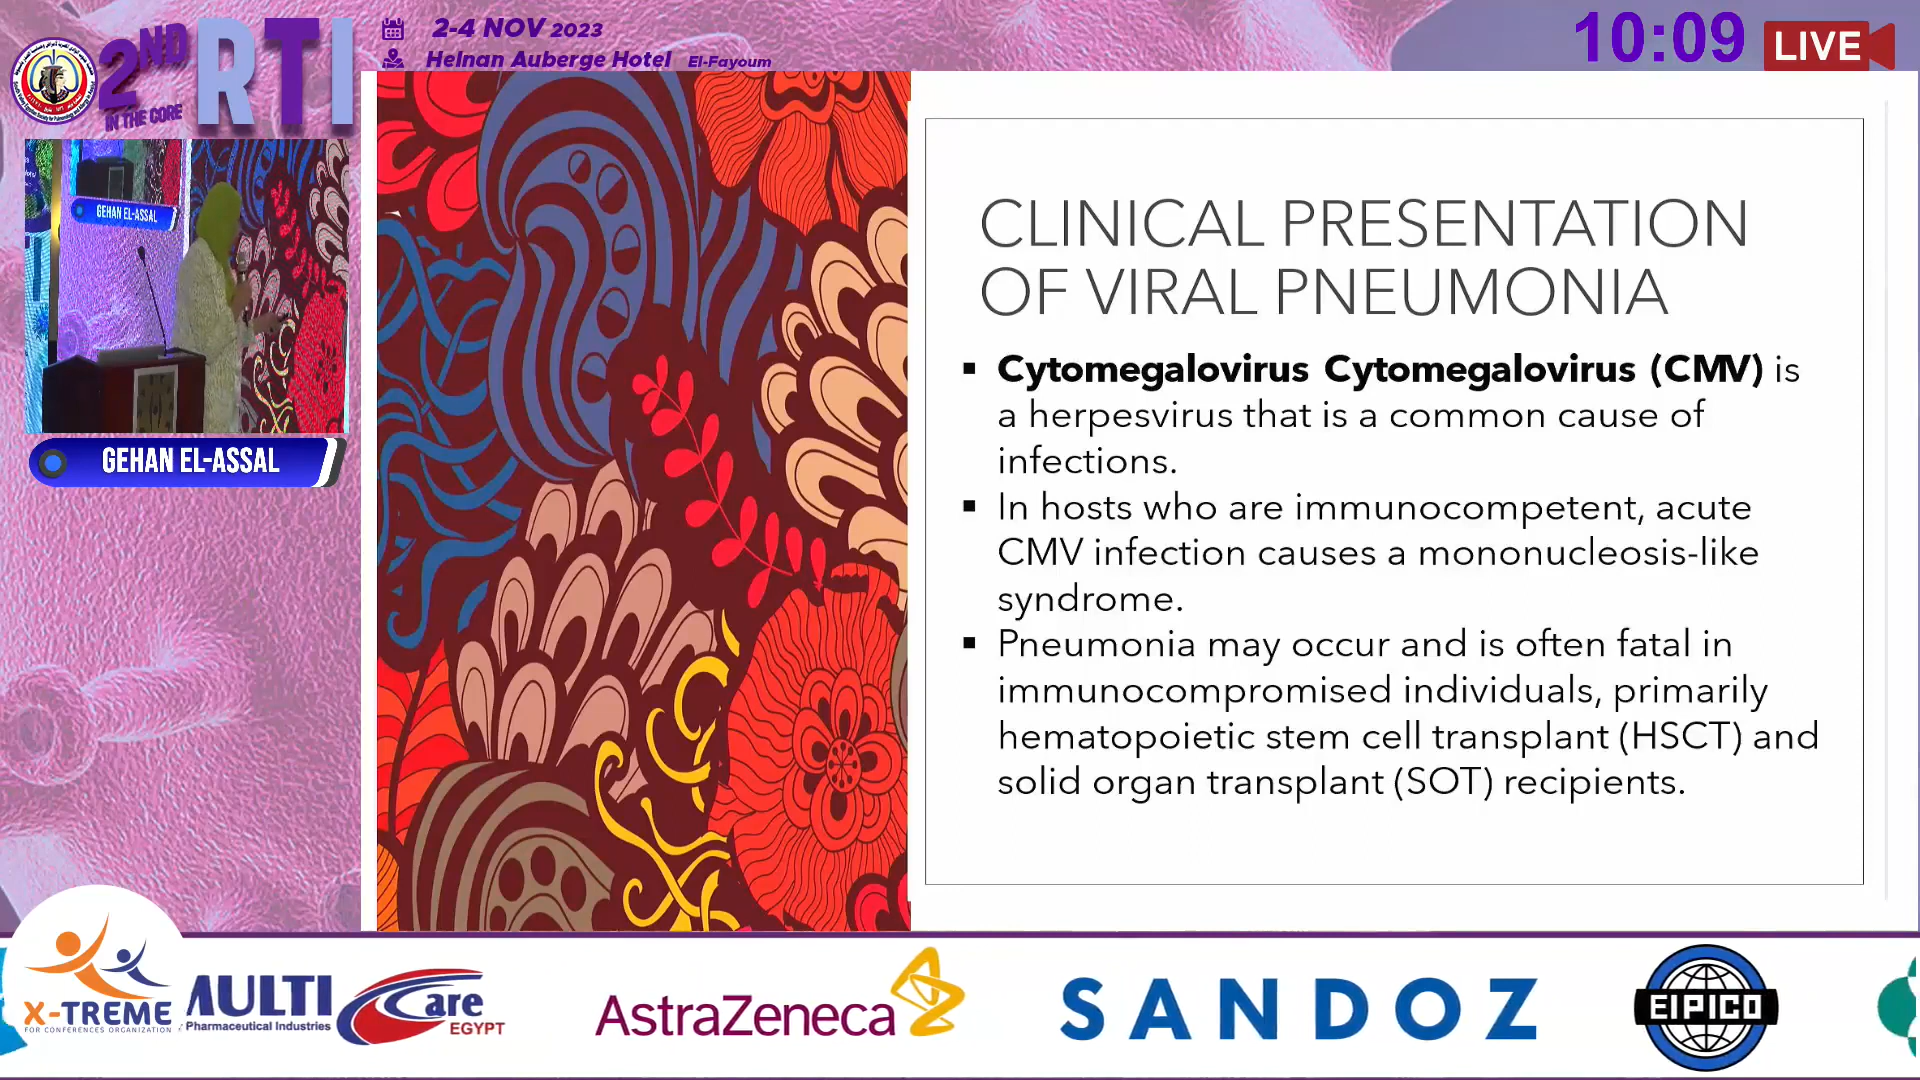 2ND
IN THE CORE
RTI
2-4 NOV 2023
Helnan Auberge Hotel El-Fayoum
10:09
LIVE
GEHAN EL-ASSAL
GEHAN EL-ASSAL
CLINICAL PRESENTATION
OF VIRAL PNEUMONIA
▪ Cytomegalovirus Cytomegalovirus (CMV) is
a herpesvirus that is a common cause of
infections.
▪ In hosts who are immunocompetent, acute
CMV infection causes a mononucleosis-like
syndrome.
▪ Pneumonia may occur and is often fatal in
immunocompromised individuals, primarily
hematopoietic stem cell transplant (HSCT) and
solid organ transplant (SOT) recipients.
X-TREME
FOR CONFERENCES ORGANIZATION
MULTI Care
Pharmaceutical Industries EGYPT
AstraZeneca
SANDOZ
EIPICO